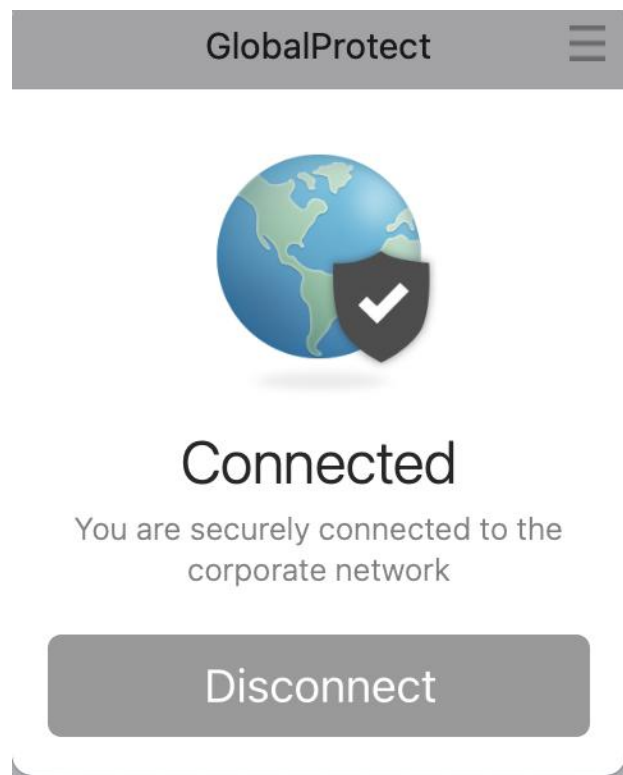 GlobalProtect
Connected
You are securely connected to the
corporate network
Disconnect